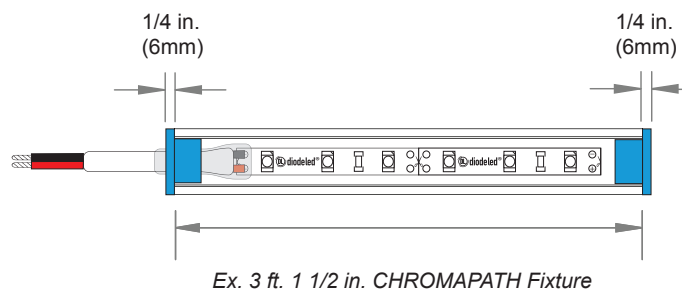 1/4 in.
(6mm)
1/4 in.
(6mm)
diodeled®
diodeled®
Ex. 3 ft. 1 1/2 in. CHROMAPATH Fixture